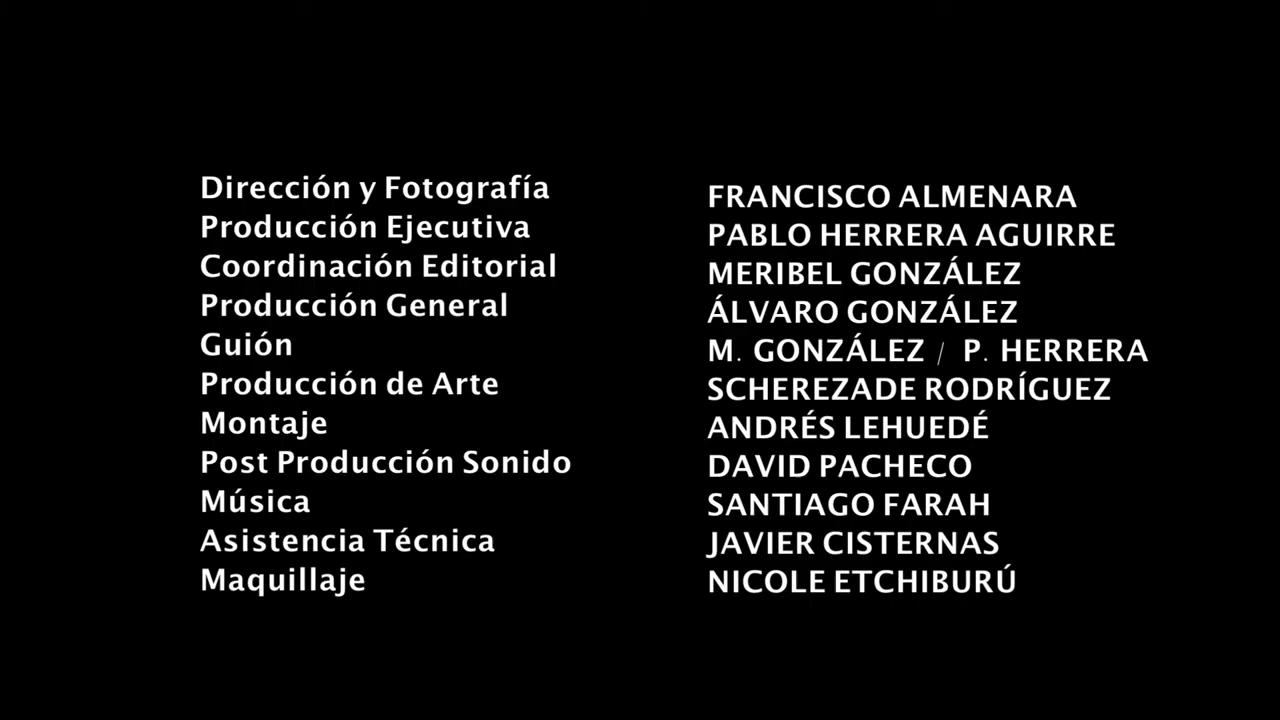 Dirección y Fotografía FRANCISCO ALMENARA
Producción Ejecutiva PABLO HERRERA AGUIRRE
Coordinación Editorial MERIBEL GONZÁLEZ
Producción General ÁLVARO GONZÁLEZ
Guión M. GONZÁLEZ / P. HERRERA
Producción de Arte SCHEREZADE RODRÍGUEZ
Montaje ANDRÉS LEHUEDÉ
Post Producción Sonido DAVID PACHECO
Música SANTIAGO FARAH
Asistencia Técnica JAVIER CISTERNAS
Maquillaje NICOLE ETCHIBURÚ